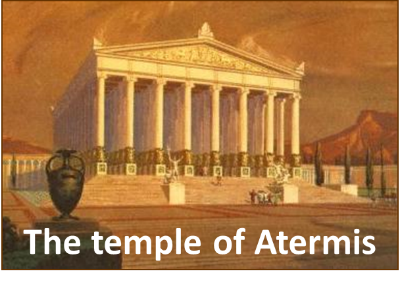 The temple of Atermis